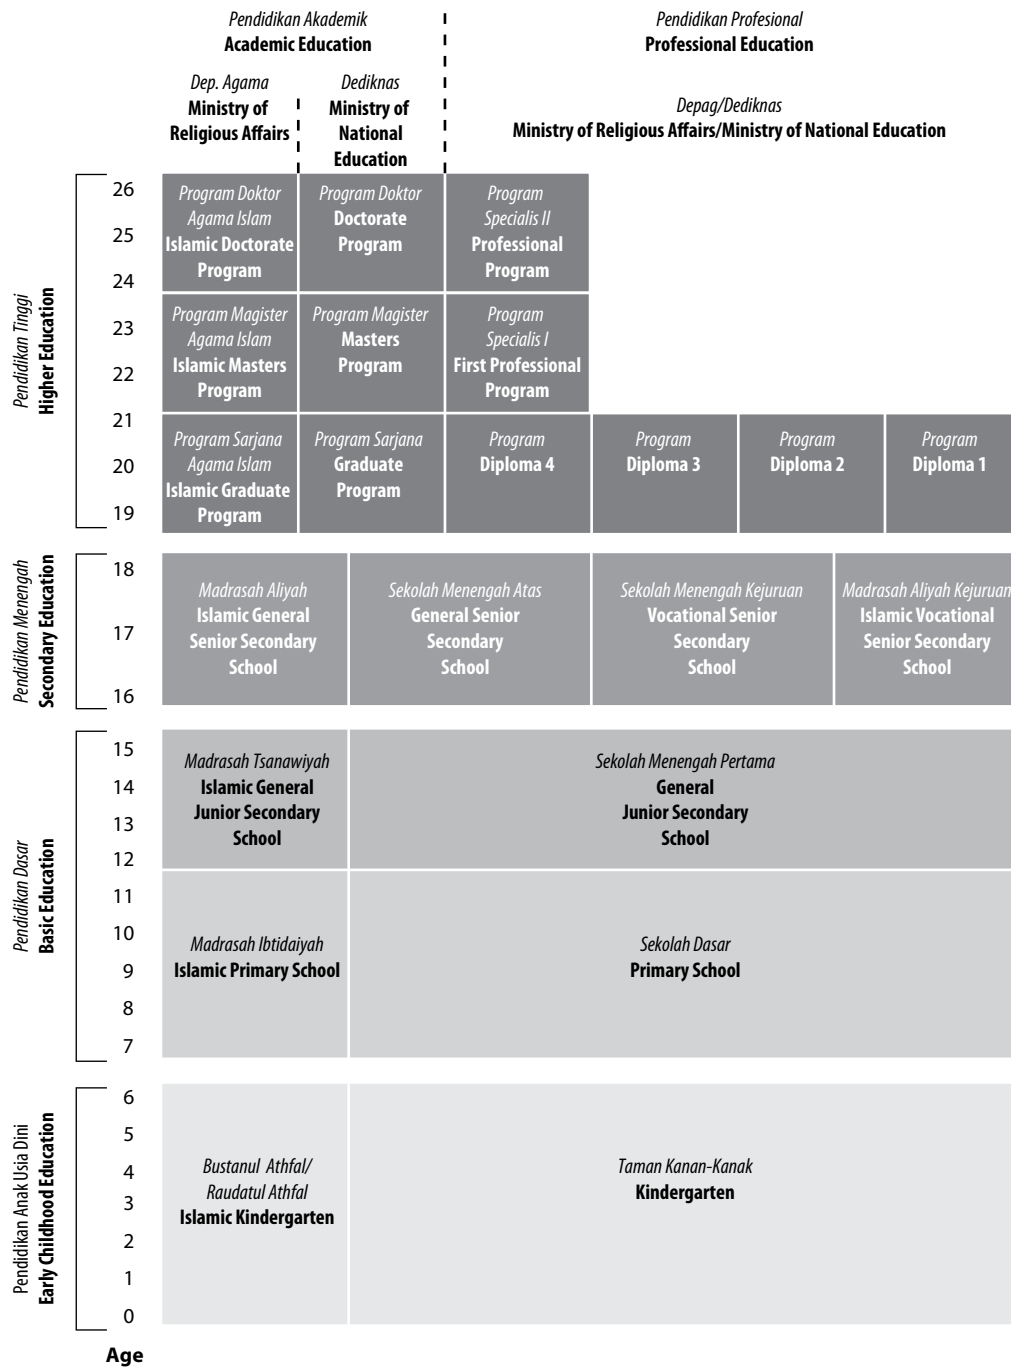 Pendidikan Akademik
Academic Education
Pendidikan Profesional
Professional Education
Dep. Agama
Ministry of
Religious Affairs
Dediknas
Ministry of
National
Education
Depag/Dediknas
Ministry of Religious Affairs/Ministry of National Education
Pendidikan Tinggi
Higher Education
26
25
24
23
22
21
20
19
Program Doktor
Agama Islam
Islamic Doctorate
Program
Program Doktor
Doctorate
Program
Program
Specialis II
Professional
Program
Program Magister
Agama Islam
Islamic Masters
Program
Program Magister
Masters
Program
Program
Specialis I
First Professional
Program
Program Sarjana
Agama Islam
Islamic Graduate
Program
Program Sarjana
Graduate
Program
Program
Diploma 4
Program
Diploma 3
Program
Diploma 2
Program
Diploma 1
Pendidikan Menengah
Secondary Education
18
17
16
Madrasah Aliyah
Islamic General
Senior Secondary
School
Sekolah Menengah Atas
General Senior
Secondary
School
Sekolah Menengah Kejuruan
Vocational Senior
Secondary
School
Madrasah Aliyah Kejuruan
Islamic Vocational
Senior Secondary
School
Pendidikan Dasar
Basic Education
15
14
13
12
11
10
9
8
7
Madrasah Tsanawiyah
Islamic General
Junior Secondary
School
Sekolah Menengah Pertama
General
Junior Secondary
School
Madrasah Ibtidaiyah
Islamic Primary School
Sekolah Dasar
Primary School
Pendidikan Anak Usia Dini
Early Childhood Education
6
5
4
3
2
1
0
Bustanul Athfal/
Raudatul Athfal
Islamic Kindergarten
Taman Kanan-Kanak
Kindergarten
Age